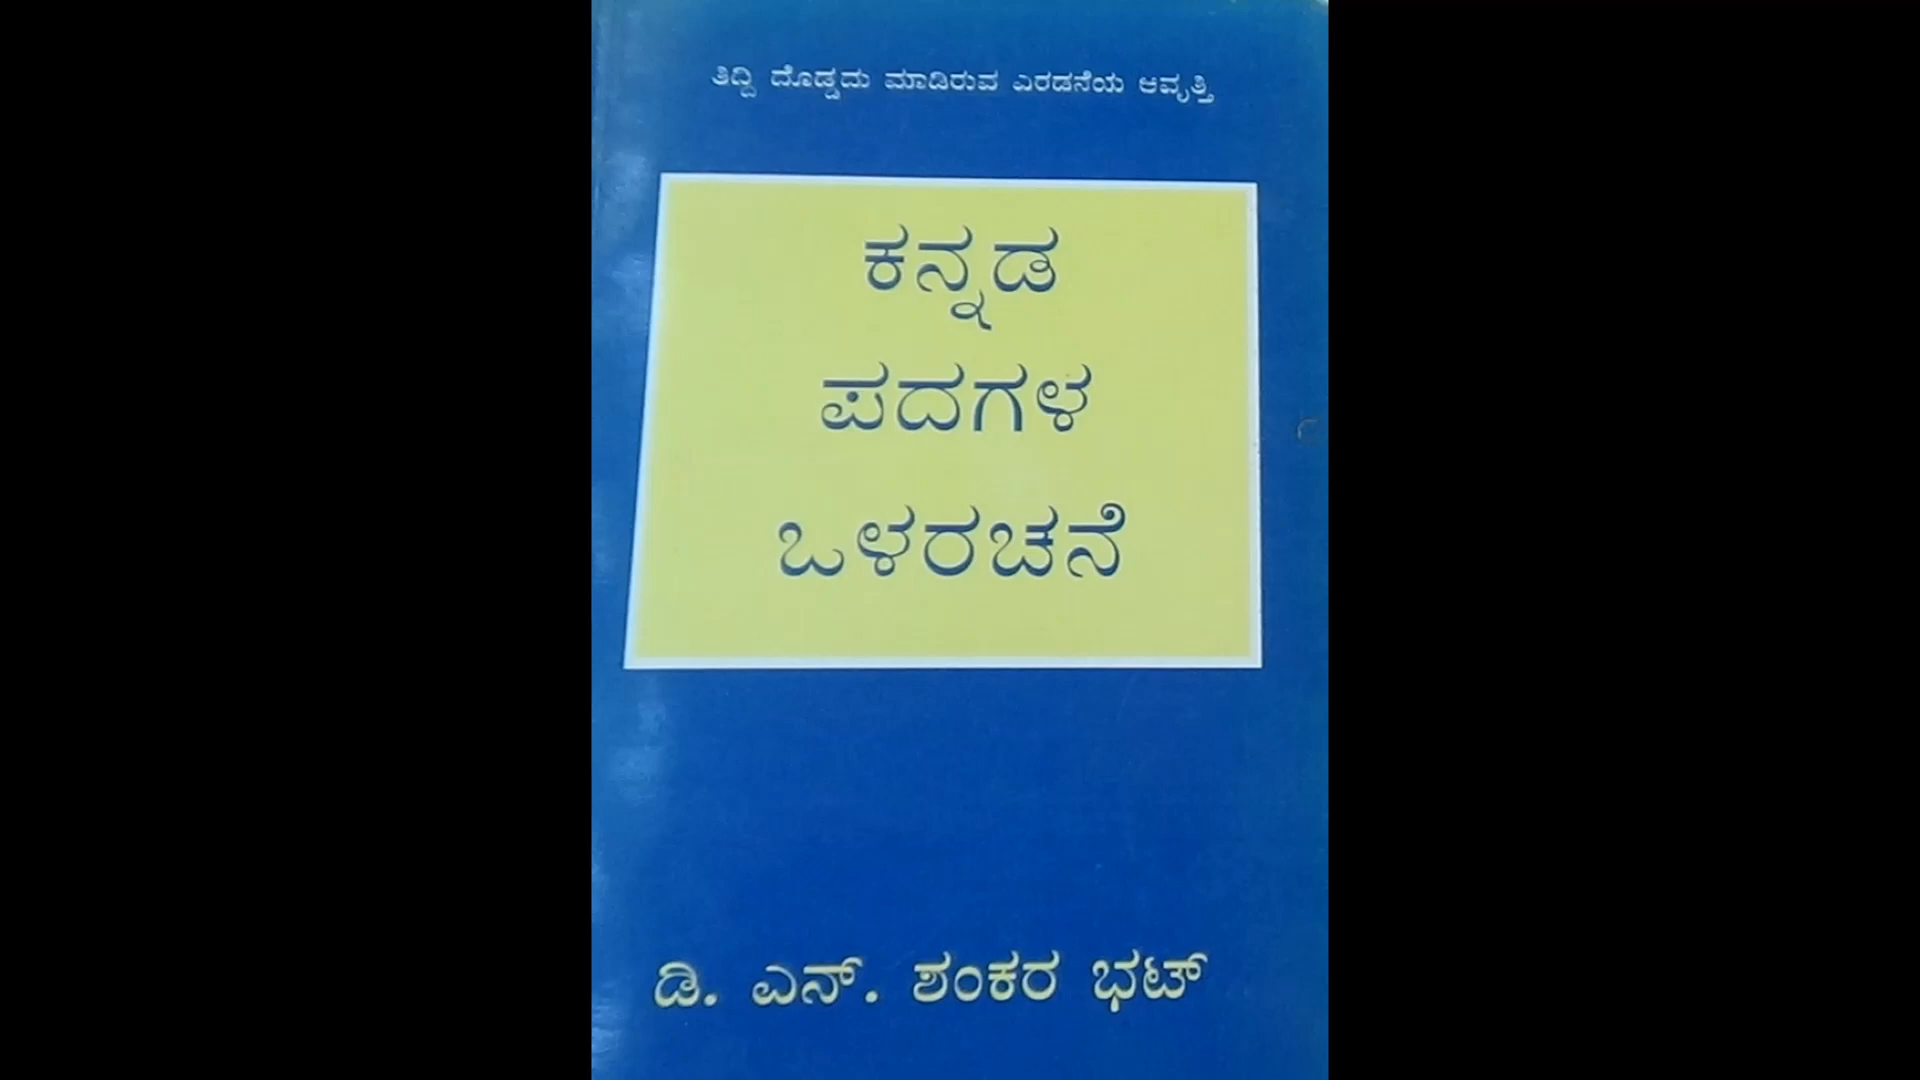 ತಿದ್ದಿ ದೊಡ್ಡದು ಮಾಡಿರುವ ಎರಡನೆಯ ಆವೃತ್ತಿ
ಕನ್ನಡ
ಪದಗಳ
ಒಳರಚನೆ
ಡಿ. ಎನ್. ಶಂಕರ ಭಟ್